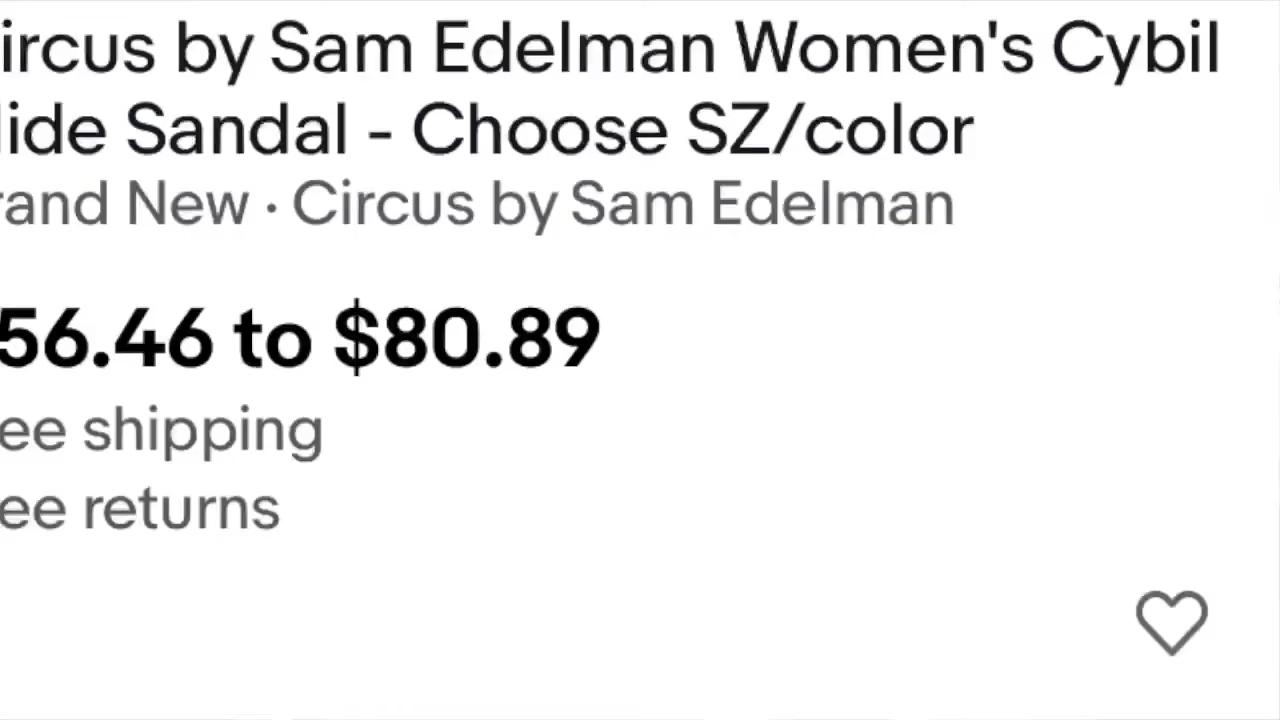 ircus by Sam Edelman Women's Cybil
lide Sandal - Choose SZ/color
rand New · Circus by Sam Edelman
56.46 to $80.89
ee shipping
ee returns